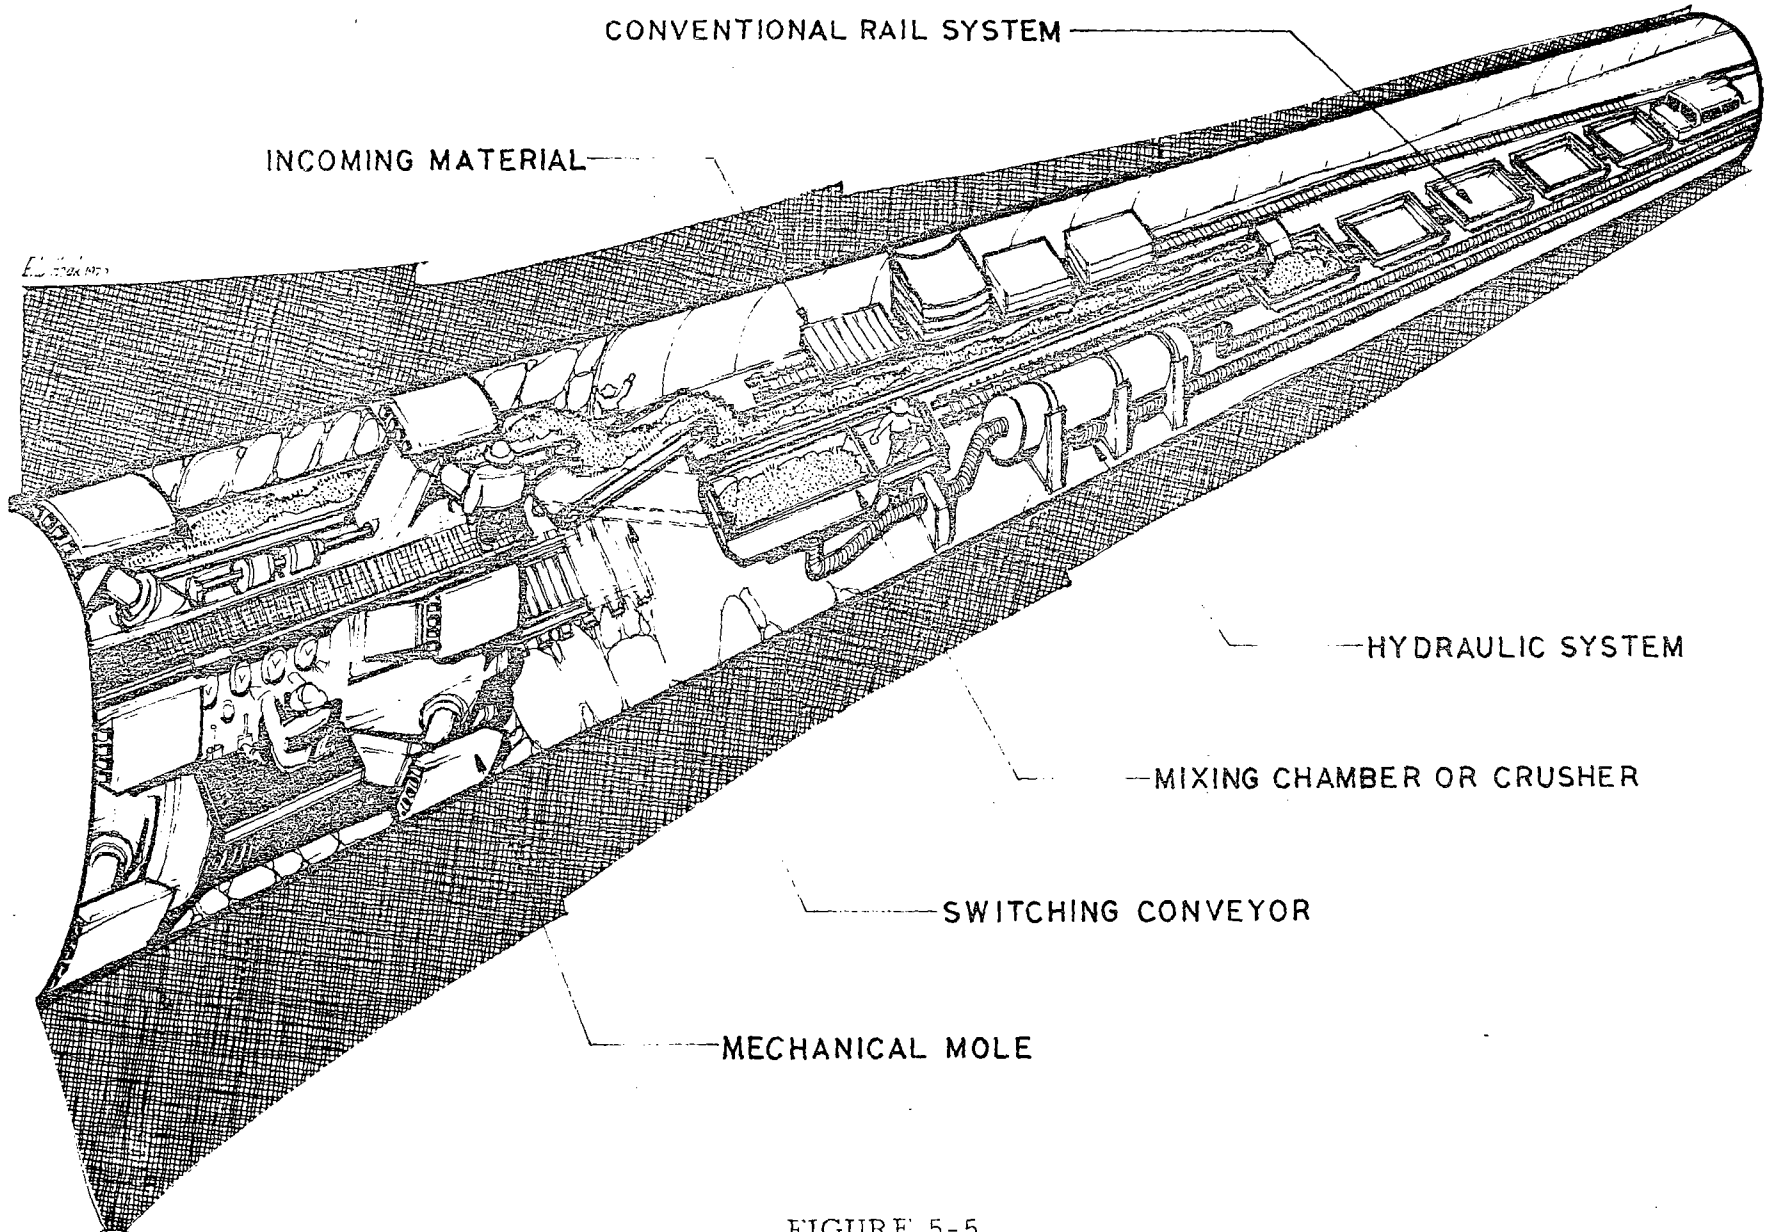 CONVENTIONAL RAIL SYSTEM
INCOMING MATERIAL
HYDRAULIC SYSTEM
MIXING CHAMBER OR CRUSHER
SWITCHING CONVEYOR
MECHANICAL MOLE
FIGURE 5-5